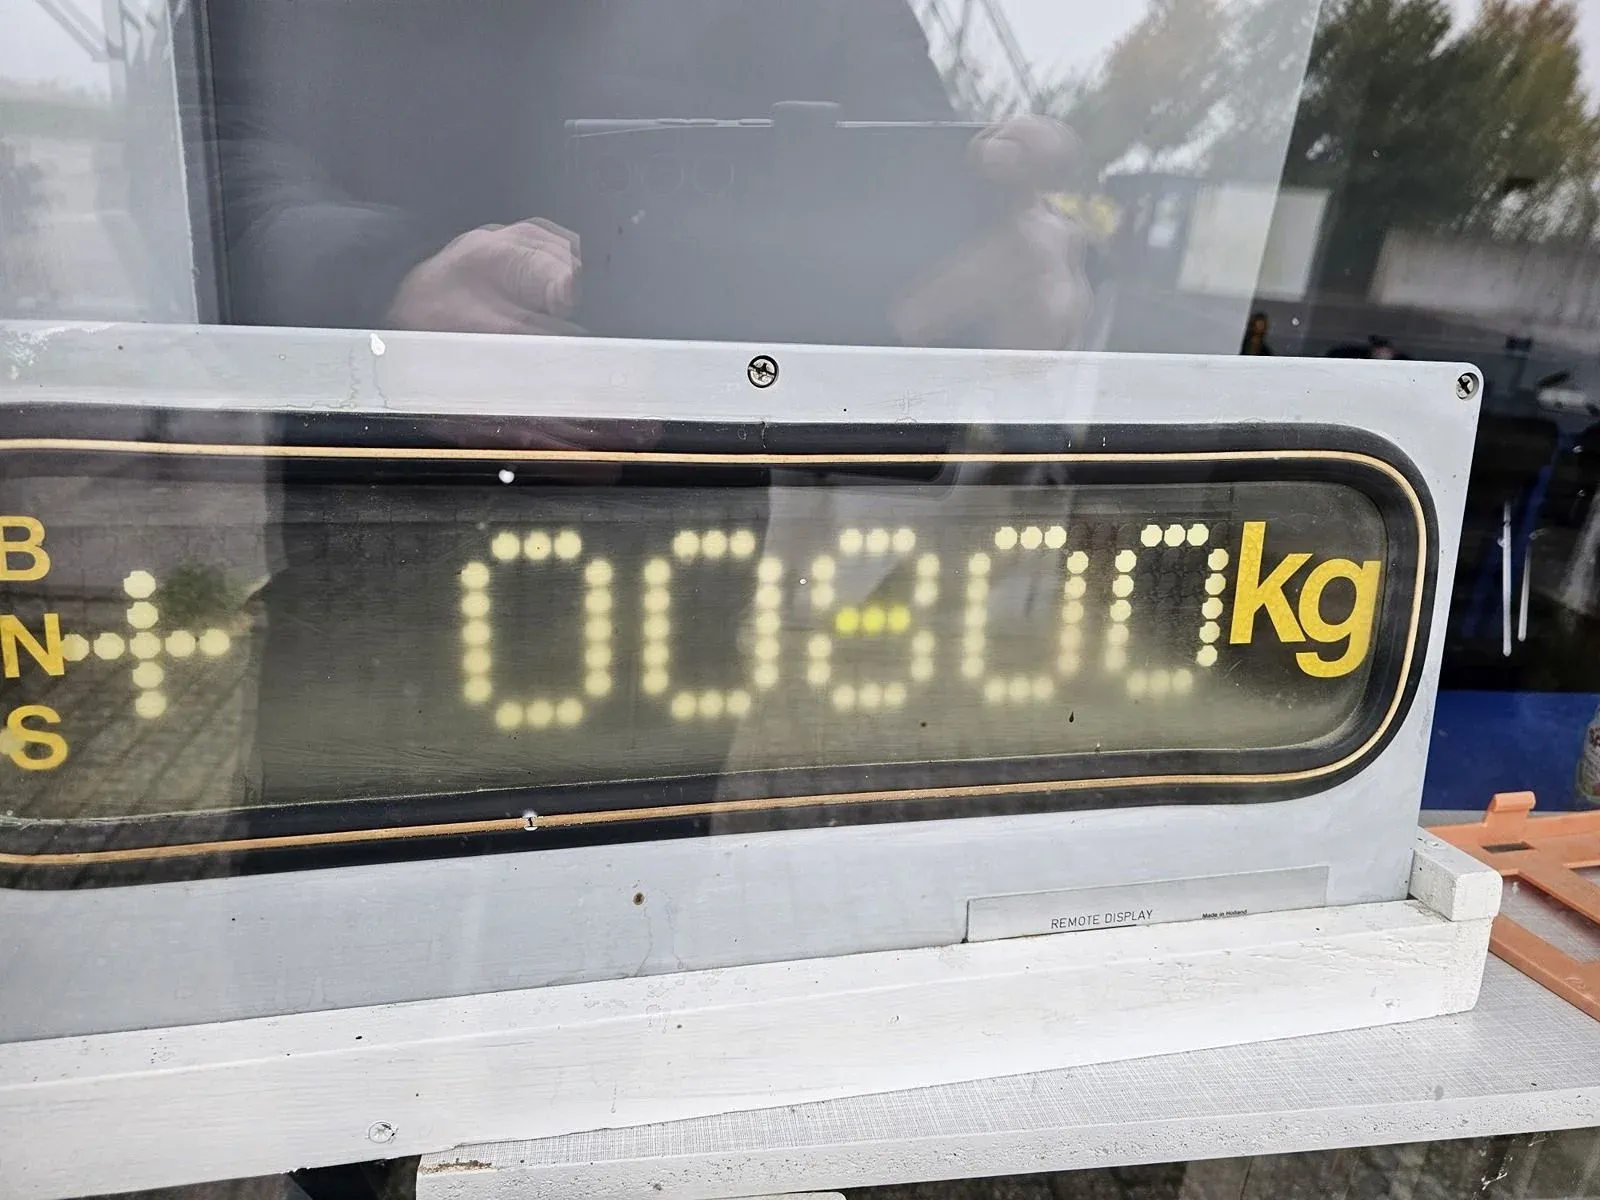 B
N
S
+ 00800 kg
REMOTE DISPLAY Made in Holland